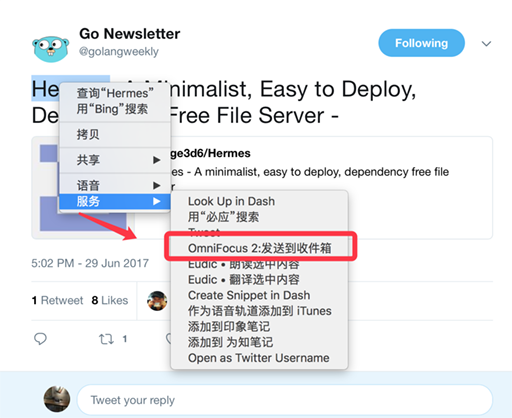 Go Newsletter
@golangweekly
Following
He - A Minimalist, Easy to Deploy,
De Free File Server -
查询“Hermes”
用“Bing”搜索
拷贝
共享
语音
服务
ge3d6/Hermes
es - A minimalist, easy to deploy, dependency free file
r
Look Up in Dash
用“必应”搜索
Tweet
OmniFocus 2:发送到收件箱
Eudic • 朗读选中内容
Eudic • 翻译选中内容
Create Snippet in Dash
作为语音轨道添加到 iTunes
添加到印象笔记
添加到 为知笔记
Open as Twitter Username
5:02 PM - 29 Jun 2017
1 Retweet 8 Likes
1
Tweet your reply